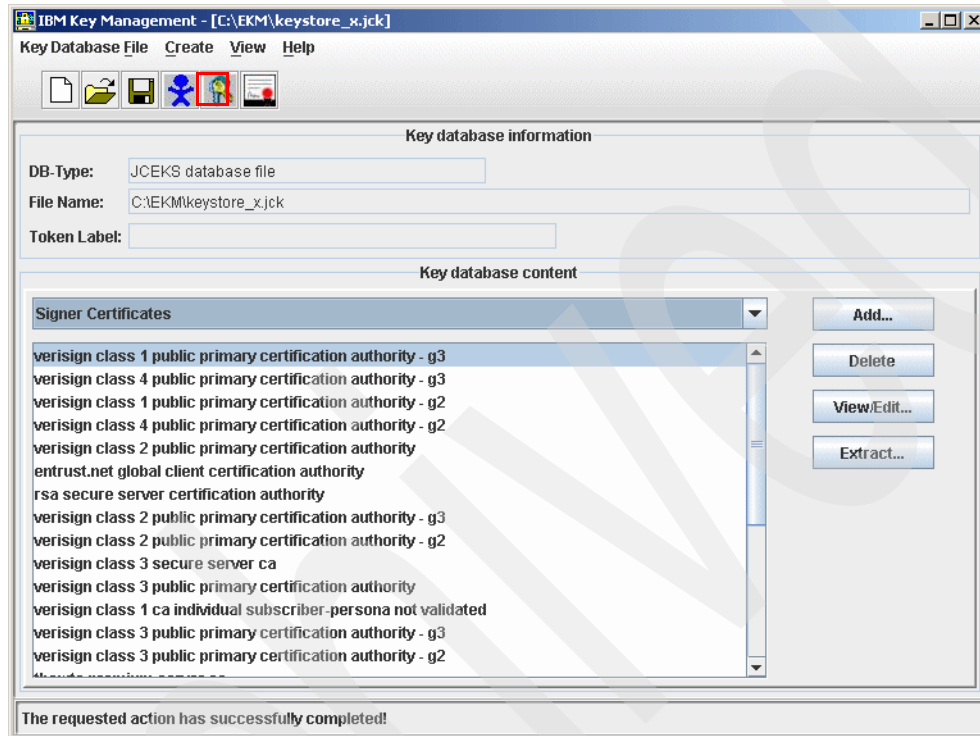 IBM Key Management - [C:\EKM\keystore_x.jck]
Key Database File Create View Help
Key database information
DB-Type: JCEKS database file
File Name: C:\EKM\keystore_x.jck
Token Label:
Key database content
Signer Certificates
Add...
verisign class 1 public primary certification authority - g3
Delete
verisign class 4 public primary certification authority - g3
verisign class 1 public primary certification authority - g2
View/Edit...
verisign class 4 public primary certification authority - g2
verisign class 2 public primary certification authority
Extract...
entrust.net global client certification authority
rsa secure server certification authority
verisign class 2 public primary certification authority - g3
verisign class 2 public primary certification authority - g2
verisign class 3 secure server ca
verisign class 3 public primary certification authority
verisign class 1 ca individual subscriber-persona not validated
verisign class 3 public primary certification authority - g3
verisign class 3 public primary certification authority - g2
The requested action has successfully completed!